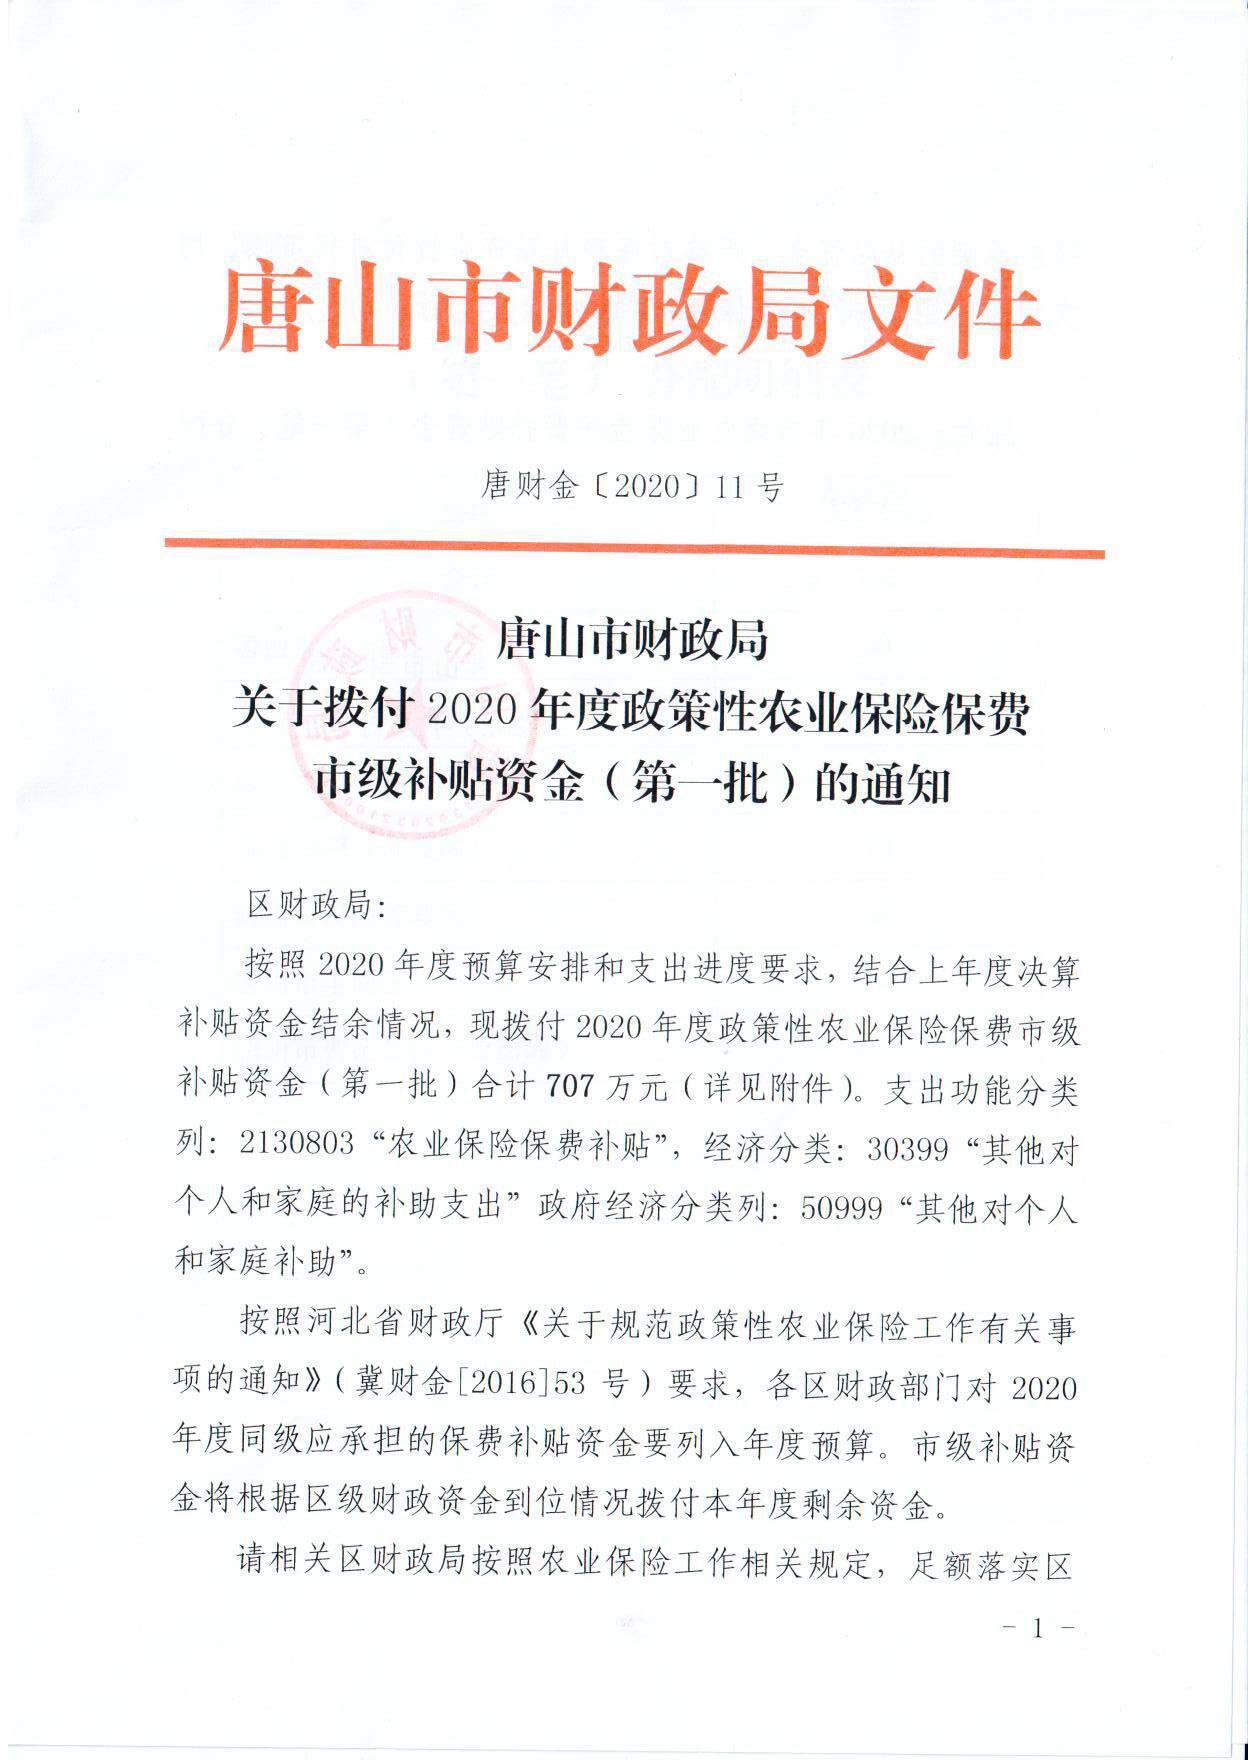 唐山市财政局文件
唐财金〔2020〕11号
唐山市财政局
关于拨付2020年度政策性农业保险保费
市级补贴资金（第一批）的通知
区财政局：
按照2020年度预算安排和支出进度要求，结合上年度决算
补贴资金结余情况，现拨付2020年度政策性农业保险保费市级
补贴资金（第一批）合计707万元（详见附件）。支出功能分类
列：2130803“农业保险保费补贴”，经济分类：30399“其他对
个人和家庭的补助支出”政府经济分类列：50999“其他对个人
和家庭补助”。
按照河北省财政厅《关于规范政策性农业保险工作有关事
项的通知》（冀财金[2016]53号）要求，各区财政部门对2020
年度同级应承担的保费补贴资金要列入年度预算。市级补贴资
金将根据区级财政资金到位情况拨付本年度剩余资金。
请相关区财政局按照农业保险工作相关规定，足额落实区
- 1 -